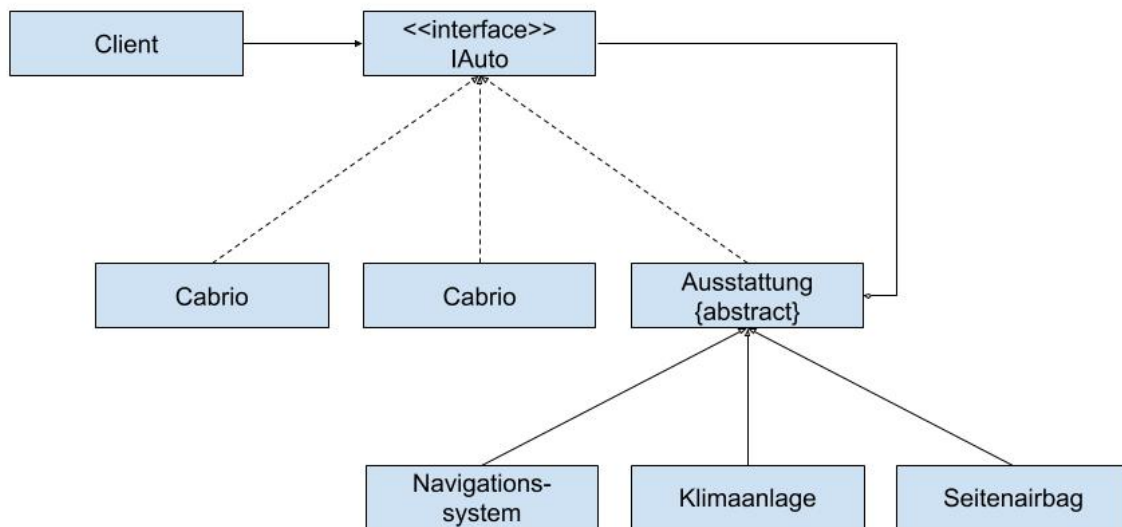 Client
<<interface>>
IAuto
Cabrio
Cabrio
Ausstattung
{abstract}
Navigations-
system
Klimaanlage
Seitenairbag